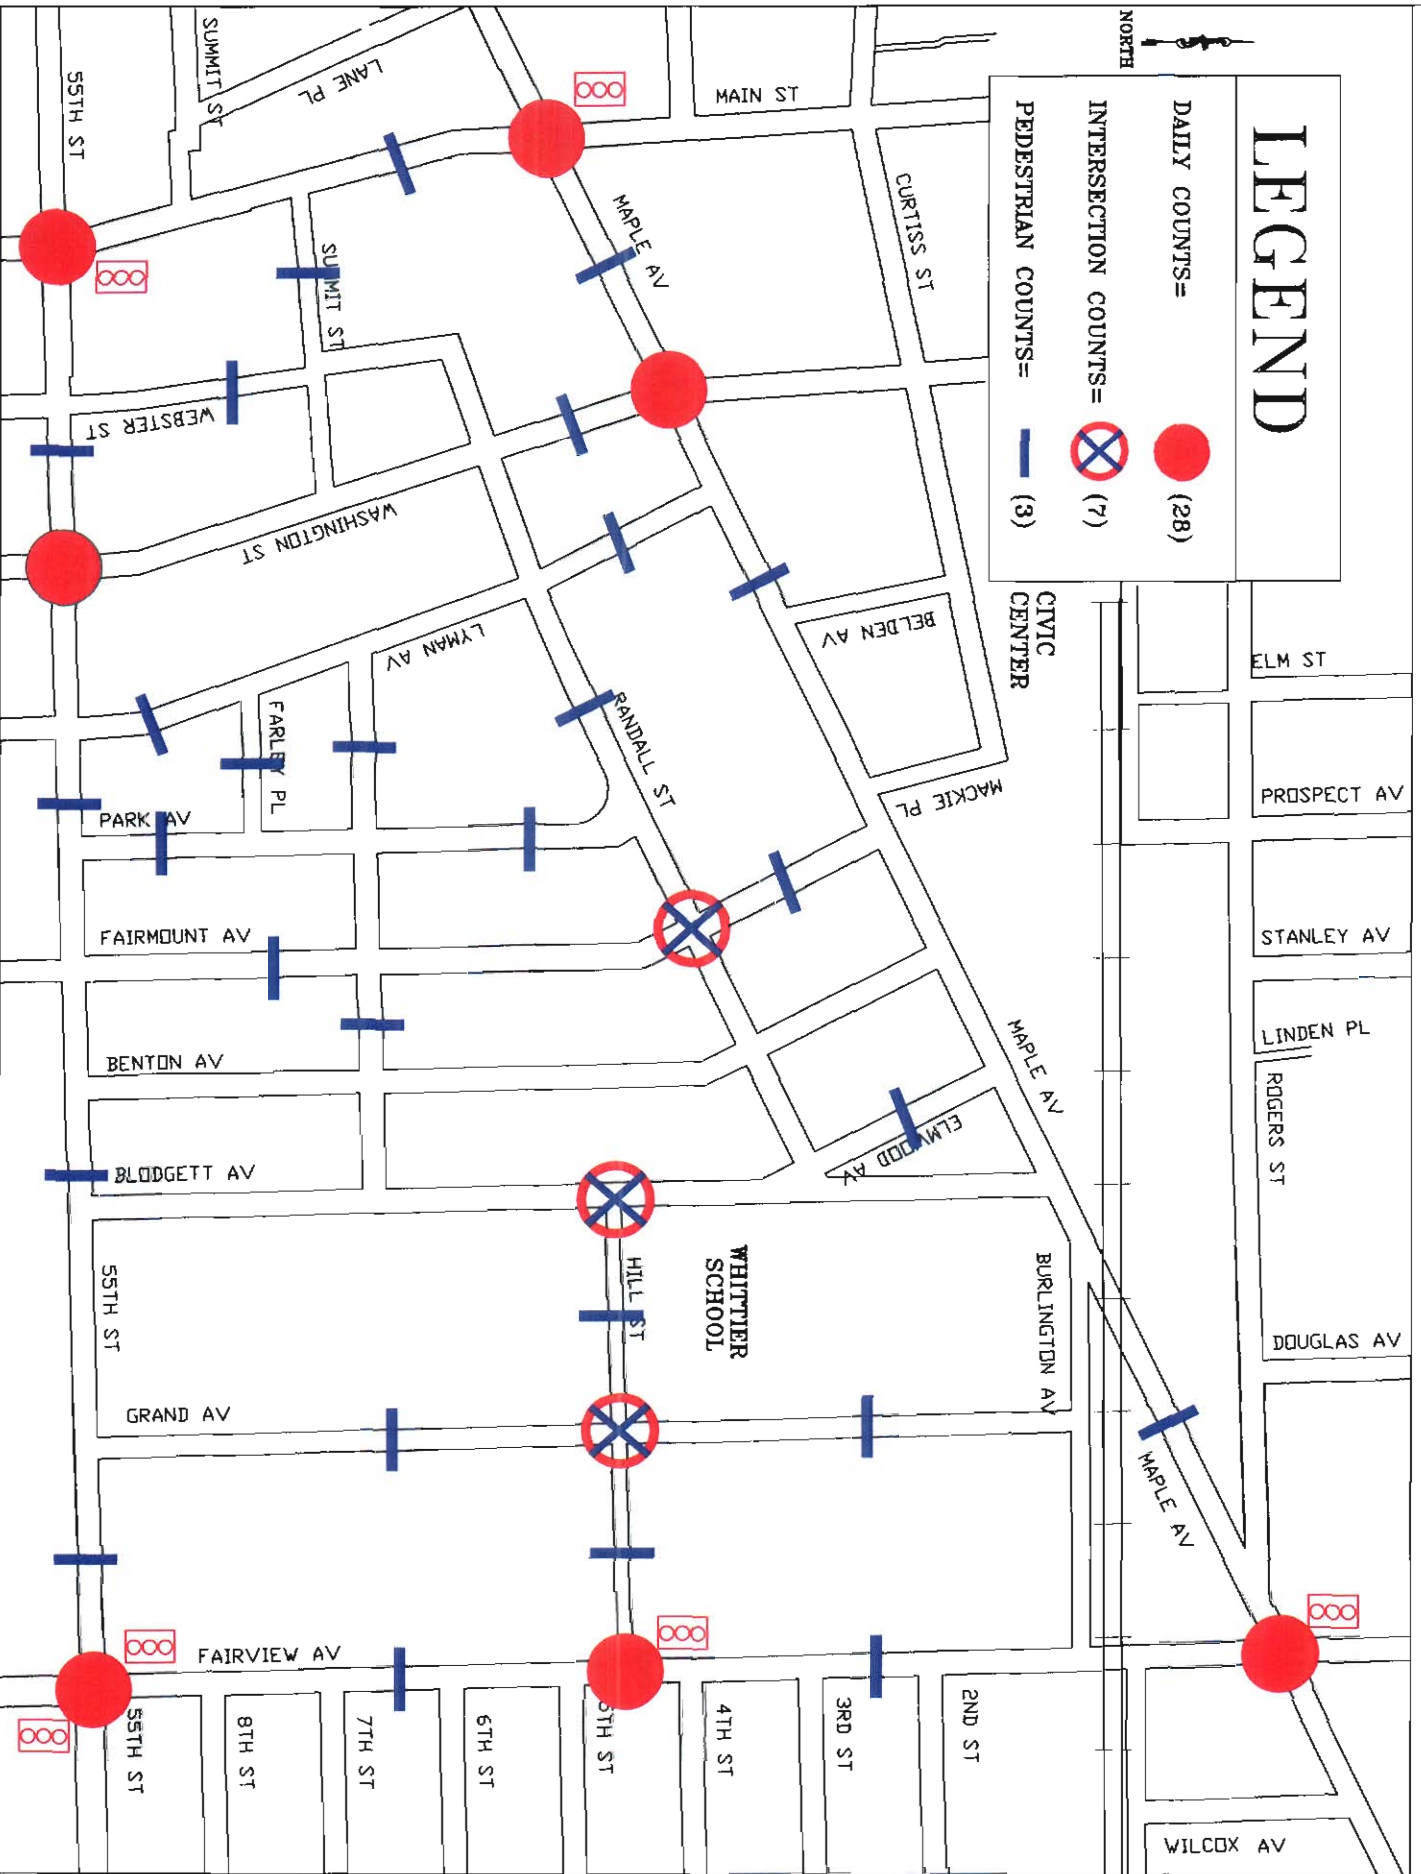 LEGEND
DAILY COUNTS= (28)
INTERSECTION COUNTS= (7)
PEDESTRIAN COUNTS= (3)
NORTH
CIVIC
CENTER
WHITTIER
SCHOOL
MAIN ST
CURTISS ST
MAPLE AV
LANE PL
SUMMIT ST
55TH ST
SUMMIT ST
WEBSTER ST
WASHINGTON ST
LYMAN AV
BELDEN AV
MACKIE PL
RANDALL ST
FARLEY PL
PARK AV
FAIRMOUNT AV
BENTON AV
BLODGETT AV
ELMWOOD AV
MAPLE AV
ELM ST
PROSPECT AV
STANLEY AV
LINDEN PL
ROGERS ST
DOUGLAS AV
BURLINGTON AV
HILL ST
55TH ST
GRAND AV
MAPLE AV
FAIRVIEW AV
55TH ST
8TH ST
7TH ST
6TH ST
5TH ST
4TH ST
3RD ST
2ND ST
WILCOX AV